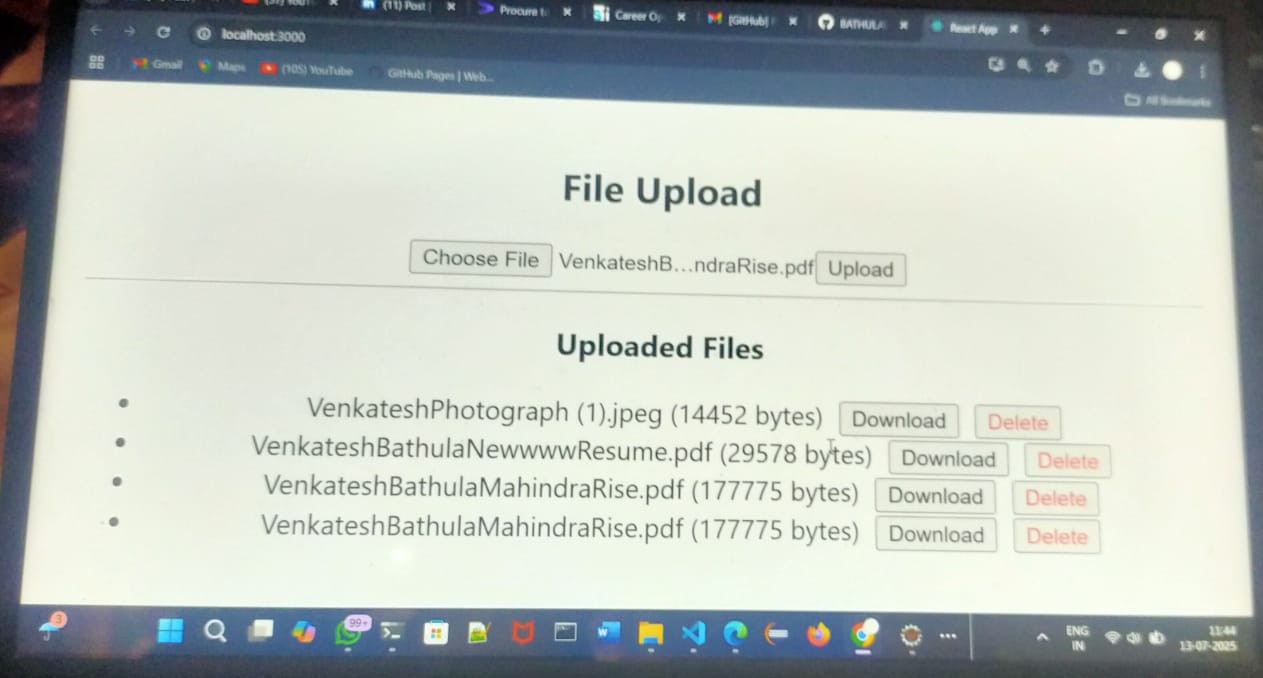 (11) Post
Procure t
Career Op
[GitHub]
BATHULA
React App
localhost:3000
Gmail
Maps
(105) YouTube
GitHub Pages | Web...
All Bookmarks
File Upload
Choose File VenkateshB...ndraRise.pdf Upload
Uploaded Files
VenkateshPhotograph (1).jpeg (14452 bytes) Download Delete
VenkateshBathulaNewwwwResume.pdf (29578 bytes) Download Delete
VenkateshBathulaMahindraRise.pdf (177775 bytes) Download Delete
VenkateshBathulaMahindraRise.pdf (177775 bytes) Download Delete
3
99+
ENG
IN
11:44
13-07-2025